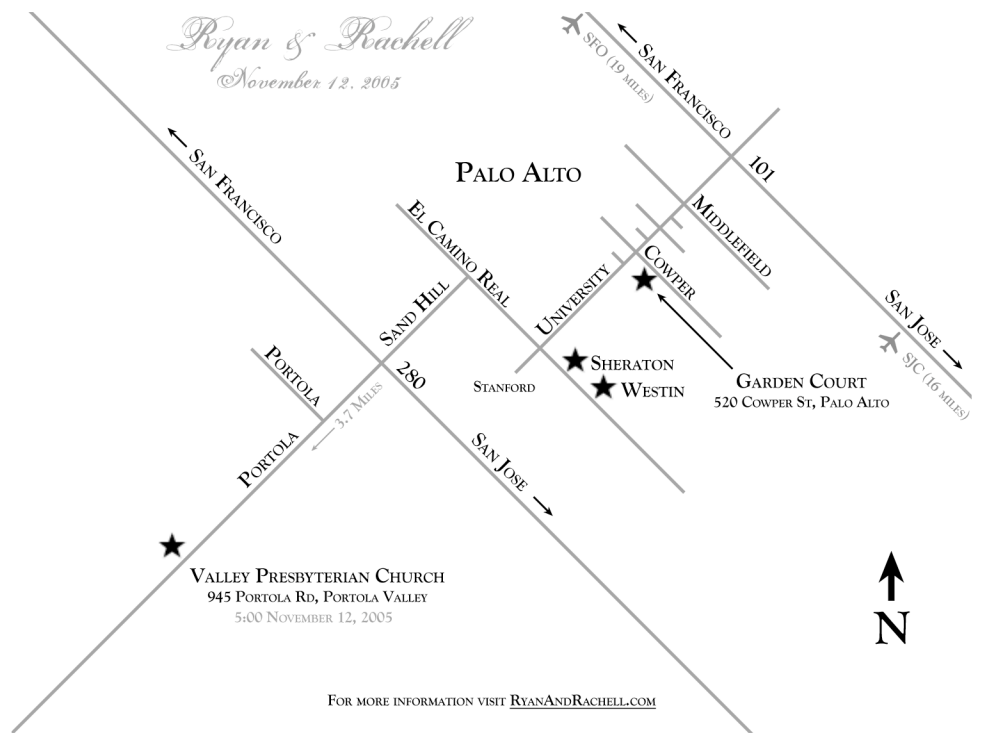 Ryan & Rachell
November 12, 2005
SFO (19 MILES)
SAN FRANCISCO
101
SAN FRANCISCO
PALO ALTO
MIDDLEFIELD
EL CAMINO REAL
COWPER
UNIVERSITY
SAND HILL
SAN JOSE
SJC (16 MILES)
PORTOLA
280
SHERATON
WESTIN
STANFORD
GARDEN COURT
520 COWPER ST, PALO ALTO
3.7 MILES
PORTOLA
SAN JOSE
VALLEY PRESBYTERIAN CHURCH
945 PORTOLA RD, PORTOLA VALLEY
5:00 NOVEMBER 12, 2005
N
FOR MORE INFORMATION VISIT RYANANDRACHELL.COM